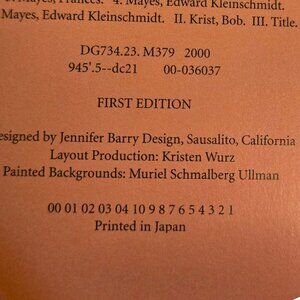 Mayes, Frances. 4. Mayes, Edward Kleinschmidt.
Mayes, Edward Kleinschmidt. II. Krist, Bob. III. Title.
DG734.23. M379 2000
945'.5--dc21 00-036037
FIRST EDITION
esigned by Jennifer Barry Design, Sausalito, California
Layout Production: Kristen Wurz
Painted Backgrounds: Muriel Schmalberg Ullman
00 01 02 03 04 10 9 8 7 6 5 4 3 2 1
Printed in Japan